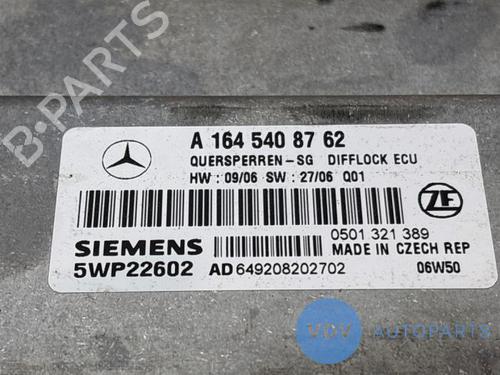 A 164 540 87 62
QUERSPERREN-SG DIFFLOCK ECU
HW : 09/06 SW : 27/06 Q01
ZF
0501 321 389
SIEMENS MADE IN CZECH REP
5WP22602 AD649208202702 06W50
VDV AUTOPARTS